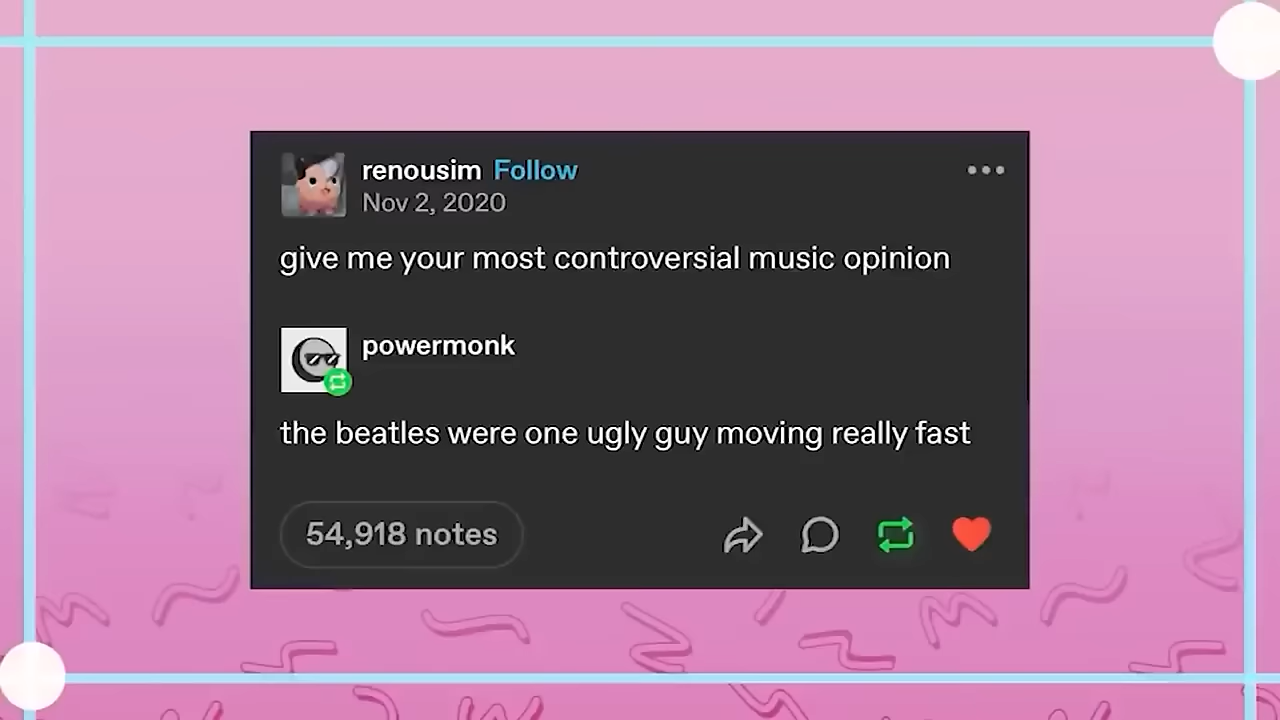 renousim Follow
Nov 2, 2020
give me your most controversial music opinion
powermonk
the beatles were one ugly guy moving really fast
54,918 notes